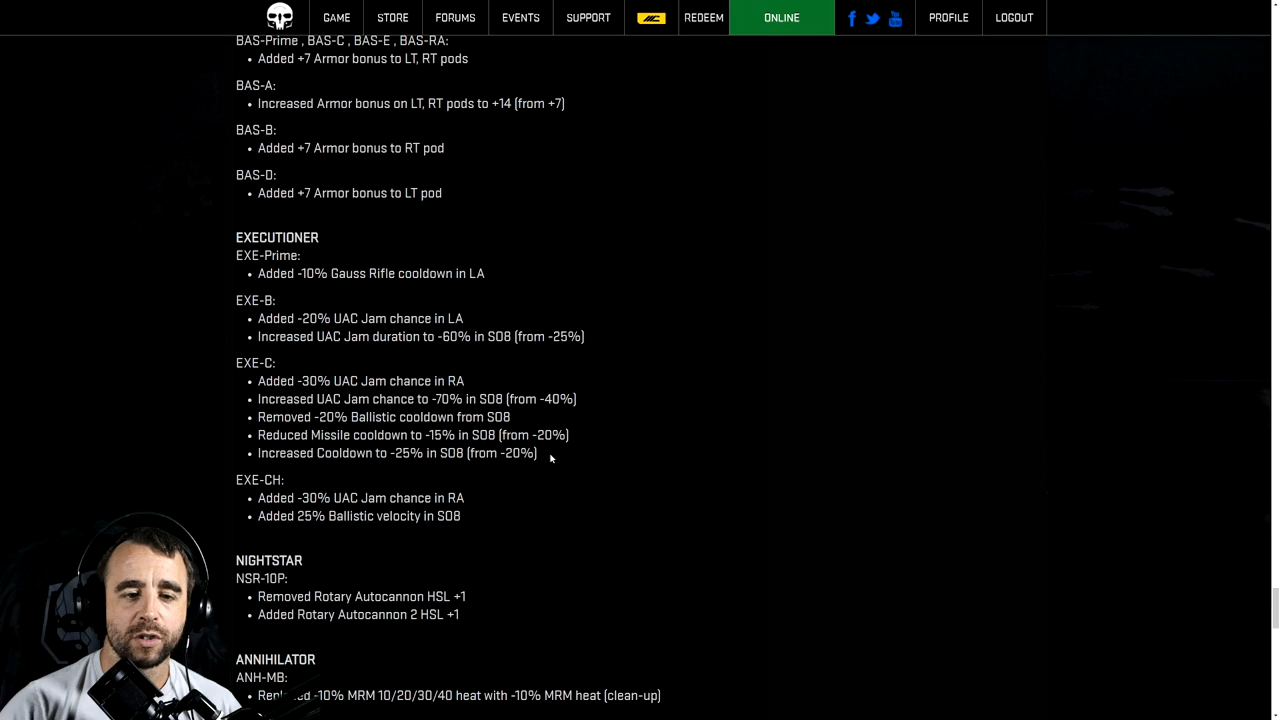 GAME STORE FORUMS EVENTS SUPPORT MC REDEEM ONLINE f You Tube PROFILE LOGOUT
BAS-Prime , BAS-C , BAS-E , BAS-RA:
• Added +7 Armor bonus to LT, RT pods
BAS-A:
• Increased Armor bonus on LT, RT pods to +14 (from +7)
BAS-B:
• Added +7 Armor bonus to RT pod
BAS-D:
• Added +7 Armor bonus to LT pod
EXECUTIONER
EXE-Prime:
• Added -10% Gauss Rifle cooldown in LA
EXE-B:
• Added -20% UAC Jam chance in LA
• Increased UAC Jam duration to -60% in SO8 (from -25%)
EXE-C:
• Added -30% UAC Jam chance in RA
• Increased UAC Jam chance to -70% in SO8 (from -40%)
• Removed -20% Ballistic cooldown from SO8
• Reduced Missile cooldown to -15% in SO8 (from -20%)
• Increased Cooldown to -25% in SO8 (from -20%)
EXE-CH:
• Added -30% UAC Jam chance in RA
• Added 25% Ballistic velocity in SO8
NIGHTSTAR
NSR-10P:
• Removed Rotary Autocannon HSL +1
• Added Rotary Autocannon 2 HSL +1
ANNIHILATOR
ANH-MB:
-10% MRM 10/20/30/40 heat with -10% MRM heat (clean-up)